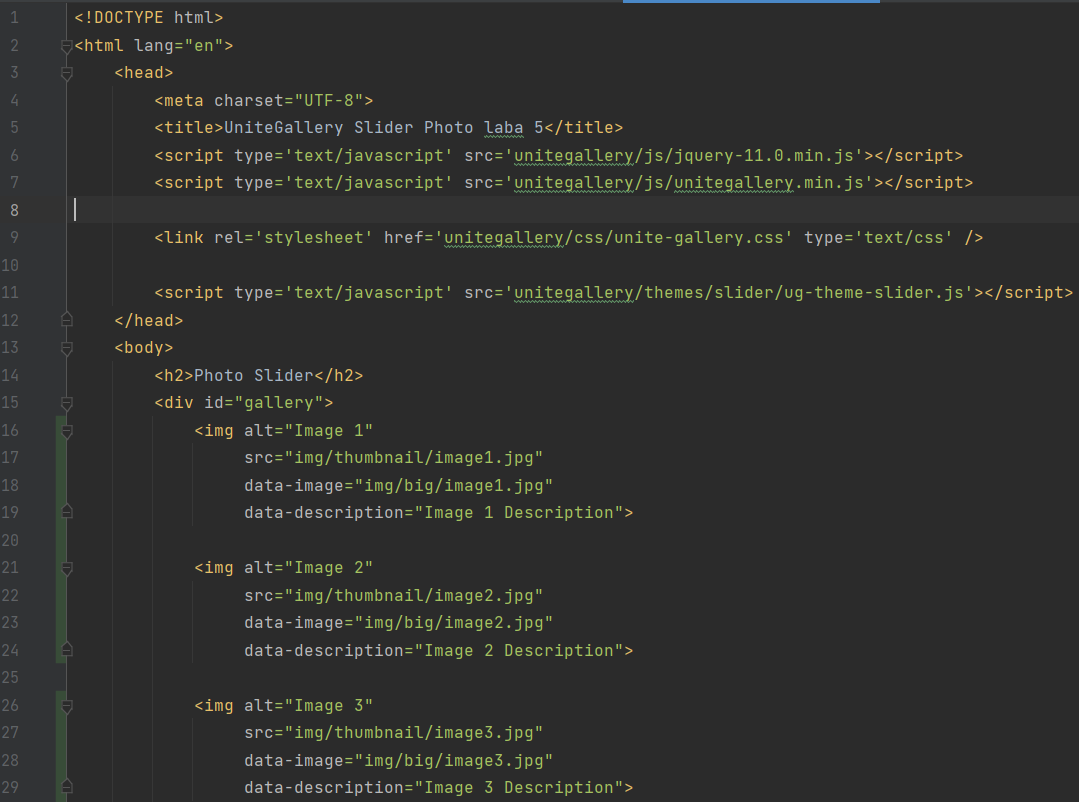 1 <!DOCTYPE html>
2 <html lang="en">
3     <head>
4         <meta charset="UTF-8">
5         <title>UniteGallery Slider Photo laba 5</title>
6         <script type='text/javascript' src='unitegallery/js/jquery-11.0.min.js'></script>
7         <script type='text/javascript' src='unitegallery/js/unitegallery.min.js'></script>
8
9         <link rel='stylesheet' href='unitegallery/css/unite-gallery.css' type='text/css' />
10
11         <script type='text/javascript' src='unitegallery/themes/slider/ug-theme-slider.js'></script>
12     </head>
13     <body>
14         <h2>Photo Slider</h2>
15         <div id="gallery">
16             <img alt="Image 1"
17                  src="img/thumbnail/image1.jpg"
18                  data-image="img/big/image1.jpg"
19                  data-description="Image 1 Description">
20
21             <img alt="Image 2"
22                  src="img/thumbnail/image2.jpg"
23                  data-image="img/big/image2.jpg"
24                  data-description="Image 2 Description">
25
26             <img alt="Image 3"
27                  src="img/thumbnail/image3.jpg"
28                  data-image="img/big/image3.jpg"
29                  data-description="Image 3 Description">